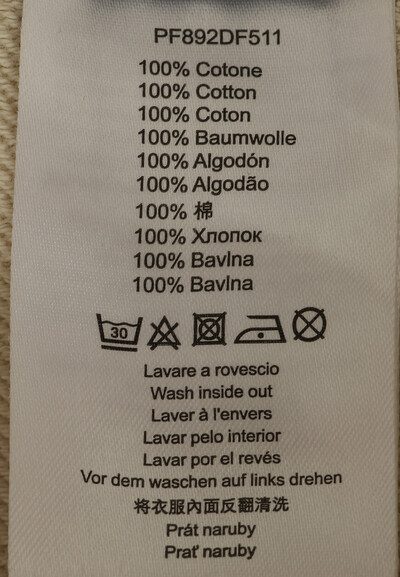 PF892DF511
100% Cotone
100% Cotton
100% Coton
100% Baumwolle
100% Algodón
100% Algodão
100% 棉
100% Хлопок
100% Bavlna
100% Bavlna
30
Lavare a rovescio
Wash inside out
Laver à l'envers
Lavar pelo interior
Lavar por el revés
Vor dem waschen auf links drehen
将衣服內面反翻清洗
Prát naruby
Prať naruby